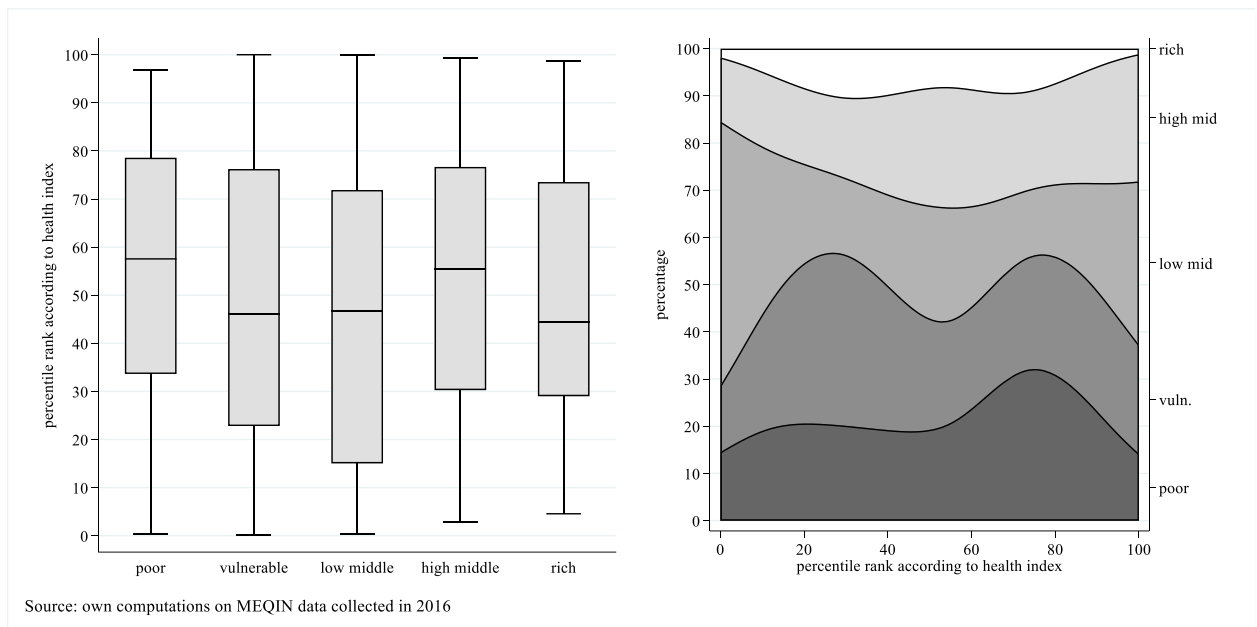 percentile rank according to health index
100
90
80
70
60
50
40
30
20
10
0
poor
vulnerable
low middle
high middle
rich
percentage
100
90
80
70
60
50
40
30
20
10
0
0
20
40
60
80
100
percentile rank according to health index
rich
high mid
low mid
vuln.
poor
Source: own computations on MEQIN data collected in 2016